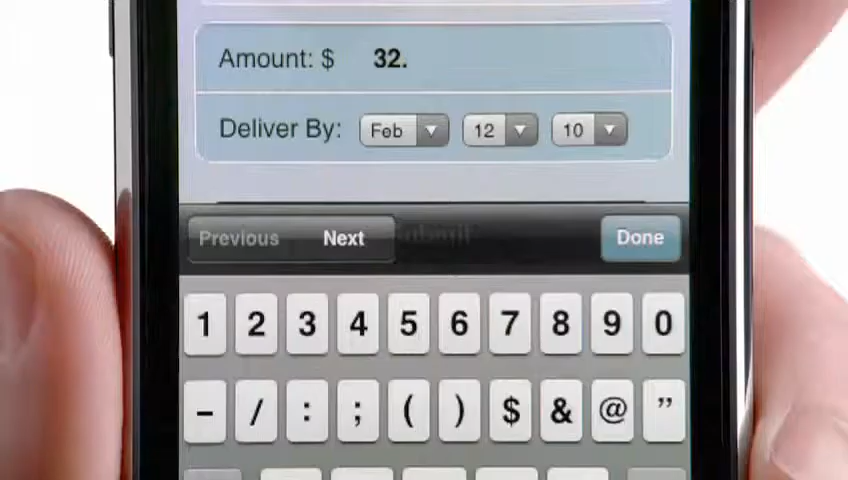 Amount: $ 32.
Deliver By: Feb 12 10
Previous Next Submit Done
1 2 3 4 5 6 7 8 9 0
- / : ; ( ) $ & @ ”